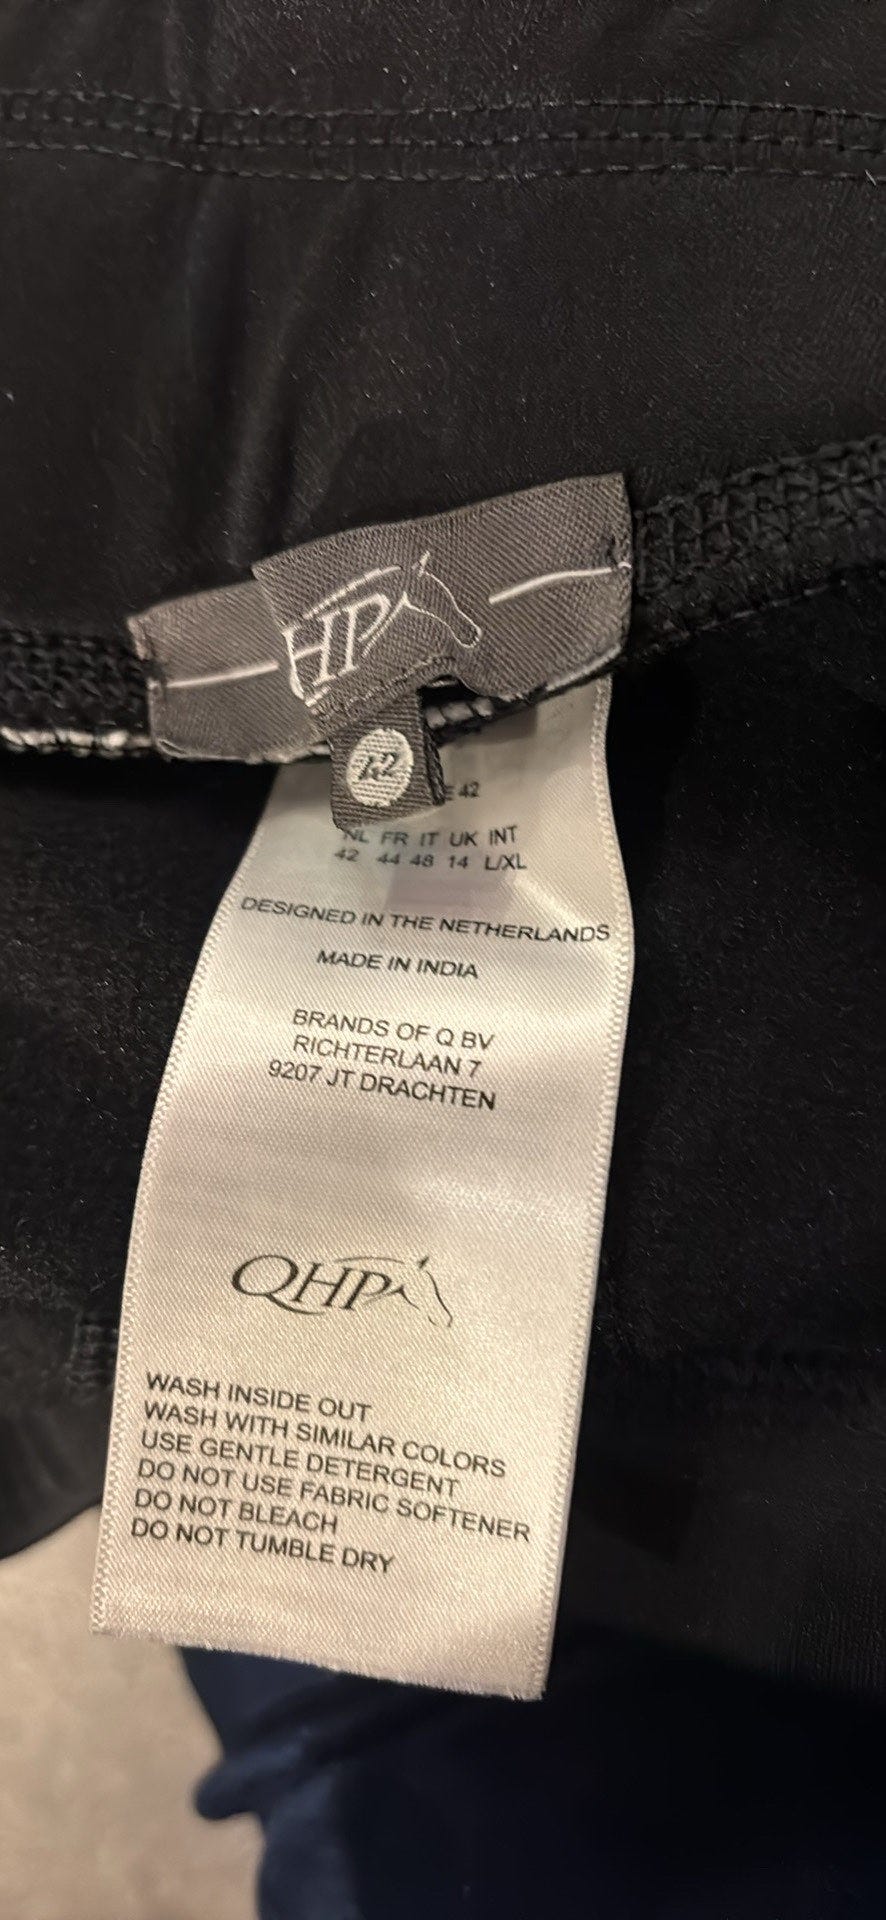 HP
42
42
NL FR IT UK INT
42 44 48 14 L/XL
DESIGNED IN THE NETHERLANDS
MADE IN INDIA
BRANDS OF Q BV
RICHTERLAAN 7
9207 JT DRACHTEN
QHP
WASH INSIDE OUT
WASH WITH SIMILAR COLORS
USE GENTLE DETERGENT
DO NOT USE FABRIC SOFTENER
DO NOT BLEACH
DO NOT TUMBLE DRY